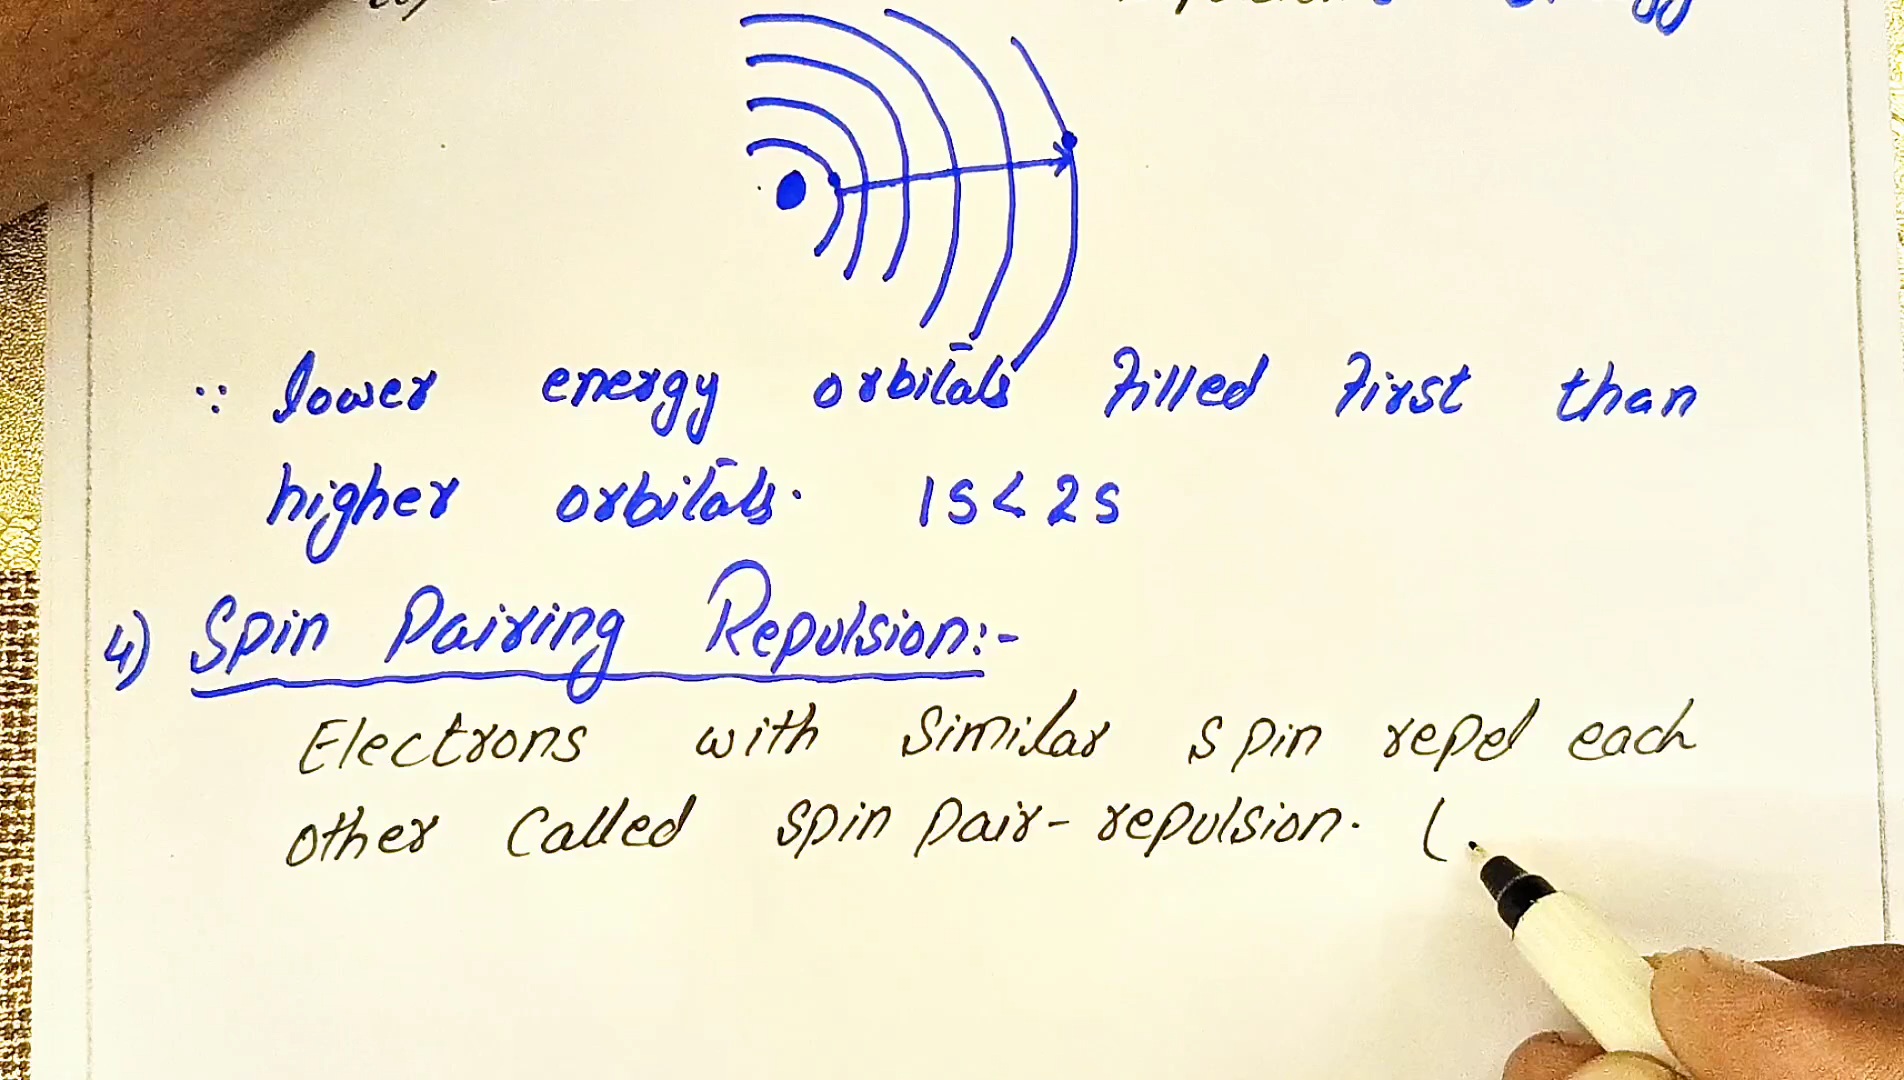 ∵ lower energy orbitals filled first than
higher orbitals. 1s < 2s
4) Spin Pairing Repulsion:-
Electrons with similar spin repel each
other called spin pair-repulsion. (